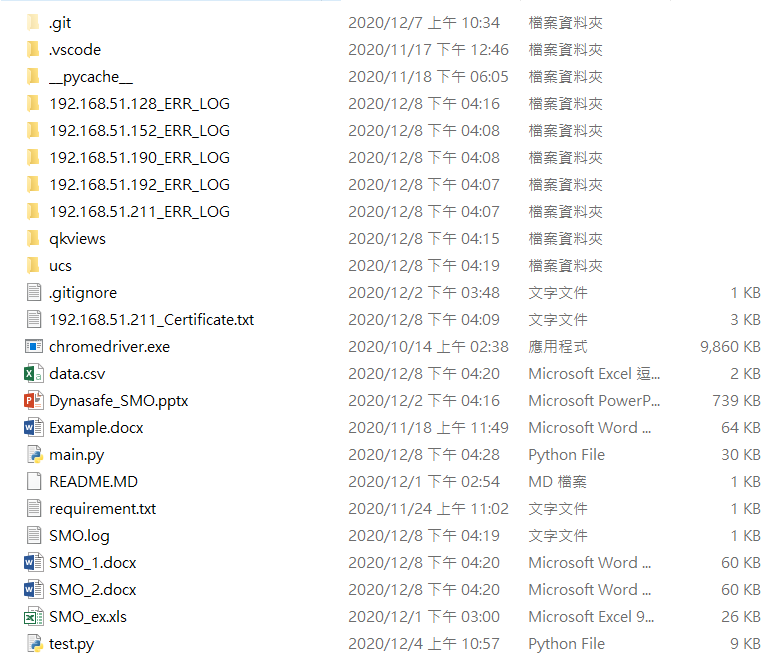 .git 2020/12/7 上午 10:34 檔案資料夾
.vscode 2020/11/17 下午 12:46 檔案資料夾
__pycache__ 2020/11/18 下午 06:05 檔案資料夾
192.168.51.128_ERR_LOG 2020/12/8 下午 04:16 檔案資料夾
192.168.51.152_ERR_LOG 2020/12/8 下午 04:08 檔案資料夾
192.168.51.190_ERR_LOG 2020/12/8 下午 04:08 檔案資料夾
192.168.51.192_ERR_LOG 2020/12/8 下午 04:07 檔案資料夾
192.168.51.211_ERR_LOG 2020/12/8 下午 04:07 檔案資料夾
qkviews 2020/12/8 下午 04:15 檔案資料夾
ucs 2020/12/8 下午 04:19 檔案資料夾
.gitignore 2020/12/2 下午 03:48 文字文件 1 KB
192.168.51.211_Certificate.txt 2020/12/8 下午 04:09 文字文件 3 KB
chromedriver.exe 2020/10/14 上午 02:38 應用程式 9,860 KB
data.csv 2020/12/8 下午 04:20 Microsoft Excel 逗... 2 KB
Dynasafe_SMO.pptx 2020/12/2 下午 04:16 Microsoft PowerP... 739 KB
Example.docx 2020/11/18 上午 11:49 Microsoft Word ... 64 KB
main.py 2020/12/8 下午 04:28 Python File 30 KB
README.MD 2020/12/1 下午 02:54 MD 檔案 1 KB
requirement.txt 2020/11/24 上午 11:02 文字文件 1 KB
SMO.log 2020/12/8 下午 04:19 文字文件 1 KB
SMO_1.docx 2020/12/8 下午 04:20 Microsoft Word ... 60 KB
SMO_2.docx 2020/12/8 下午 04:20 Microsoft Word ... 60 KB
SMO_ex.xls 2020/12/1 下午 03:00 Microsoft Excel 9... 26 KB
test.py 2020/12/4 上午 10:57 Python File 9 KB